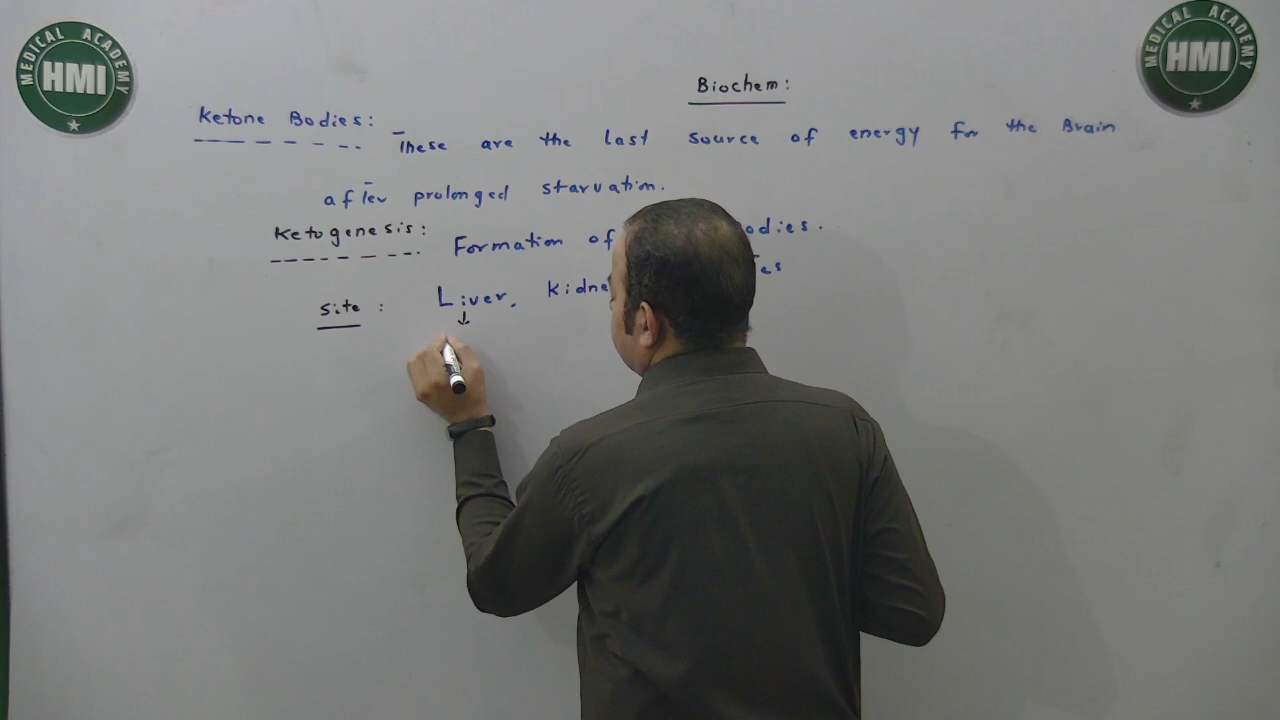 MEDICAL ACADEMY
HMI
MEDICAL ACADEMY
HMI
Biochem:
Ketone Bodies: These are the last source of energy for the Brain
after prolonged starvation.
Ketogenesis: Formation of odies.
Site : Liver, Kidne es